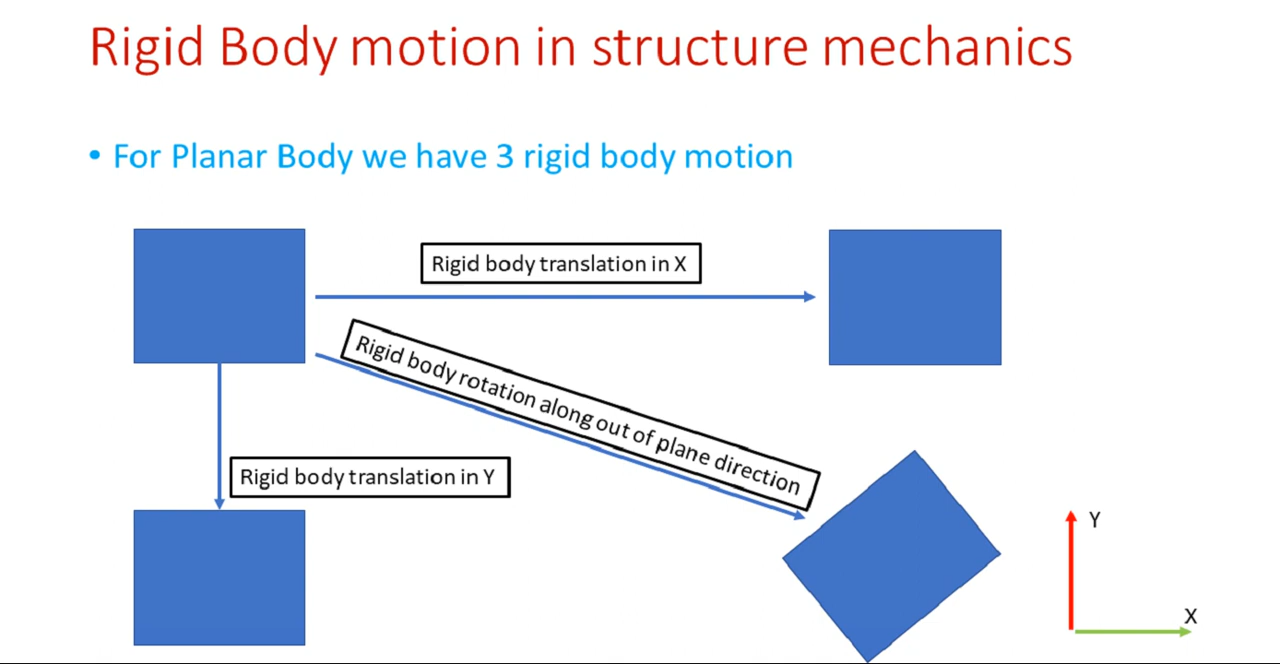 Rigid Body motion in structure mechanics
• For Planar Body we have 3 rigid body motion
Rigid body translation in X
Rigid body rotation along out of plane direction
Rigid body translation in Y
Y
X